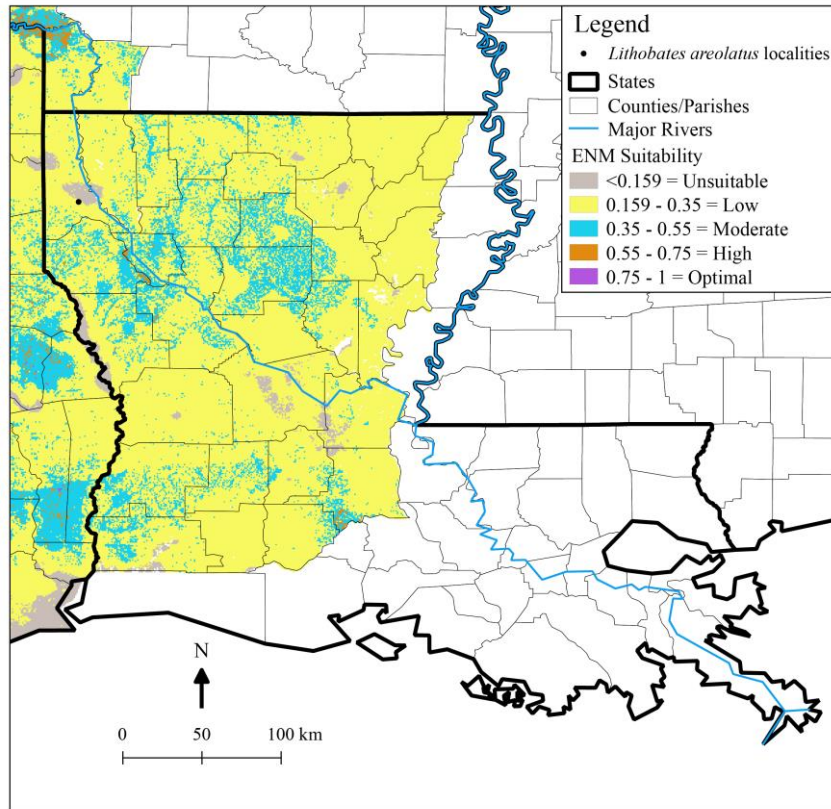 Legend
Lithobates areolatus localities
States
Counties/Parishes
Major Rivers
ENM Suitability
<0.159 = Unsuitable
0.159 - 0.35 = Low
0.35 - 0.55 = Moderate
0.55 - 0.75 = High
0.75 - 1 = Optimal
N
0 50 100 km